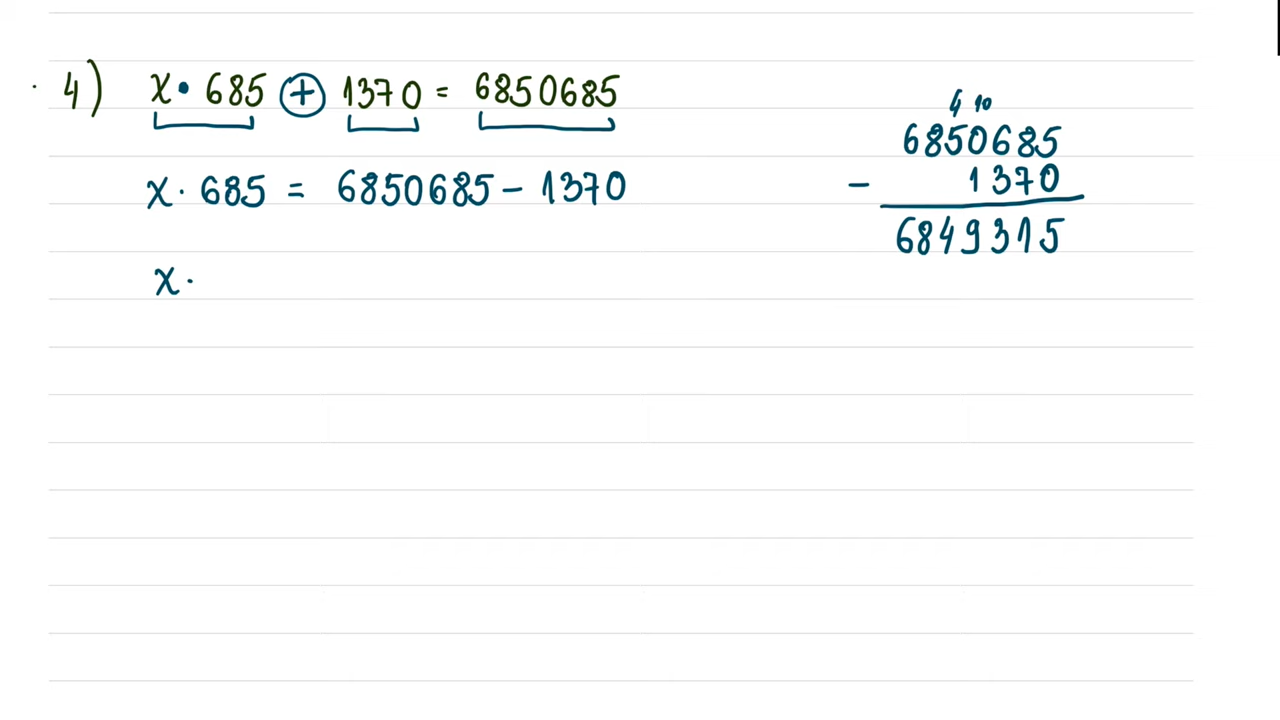 4) x · 685 + 1370 = 6850685
x · 685 = 6850685 - 1370
x ·
4 10
6850685
- 1370
6849315